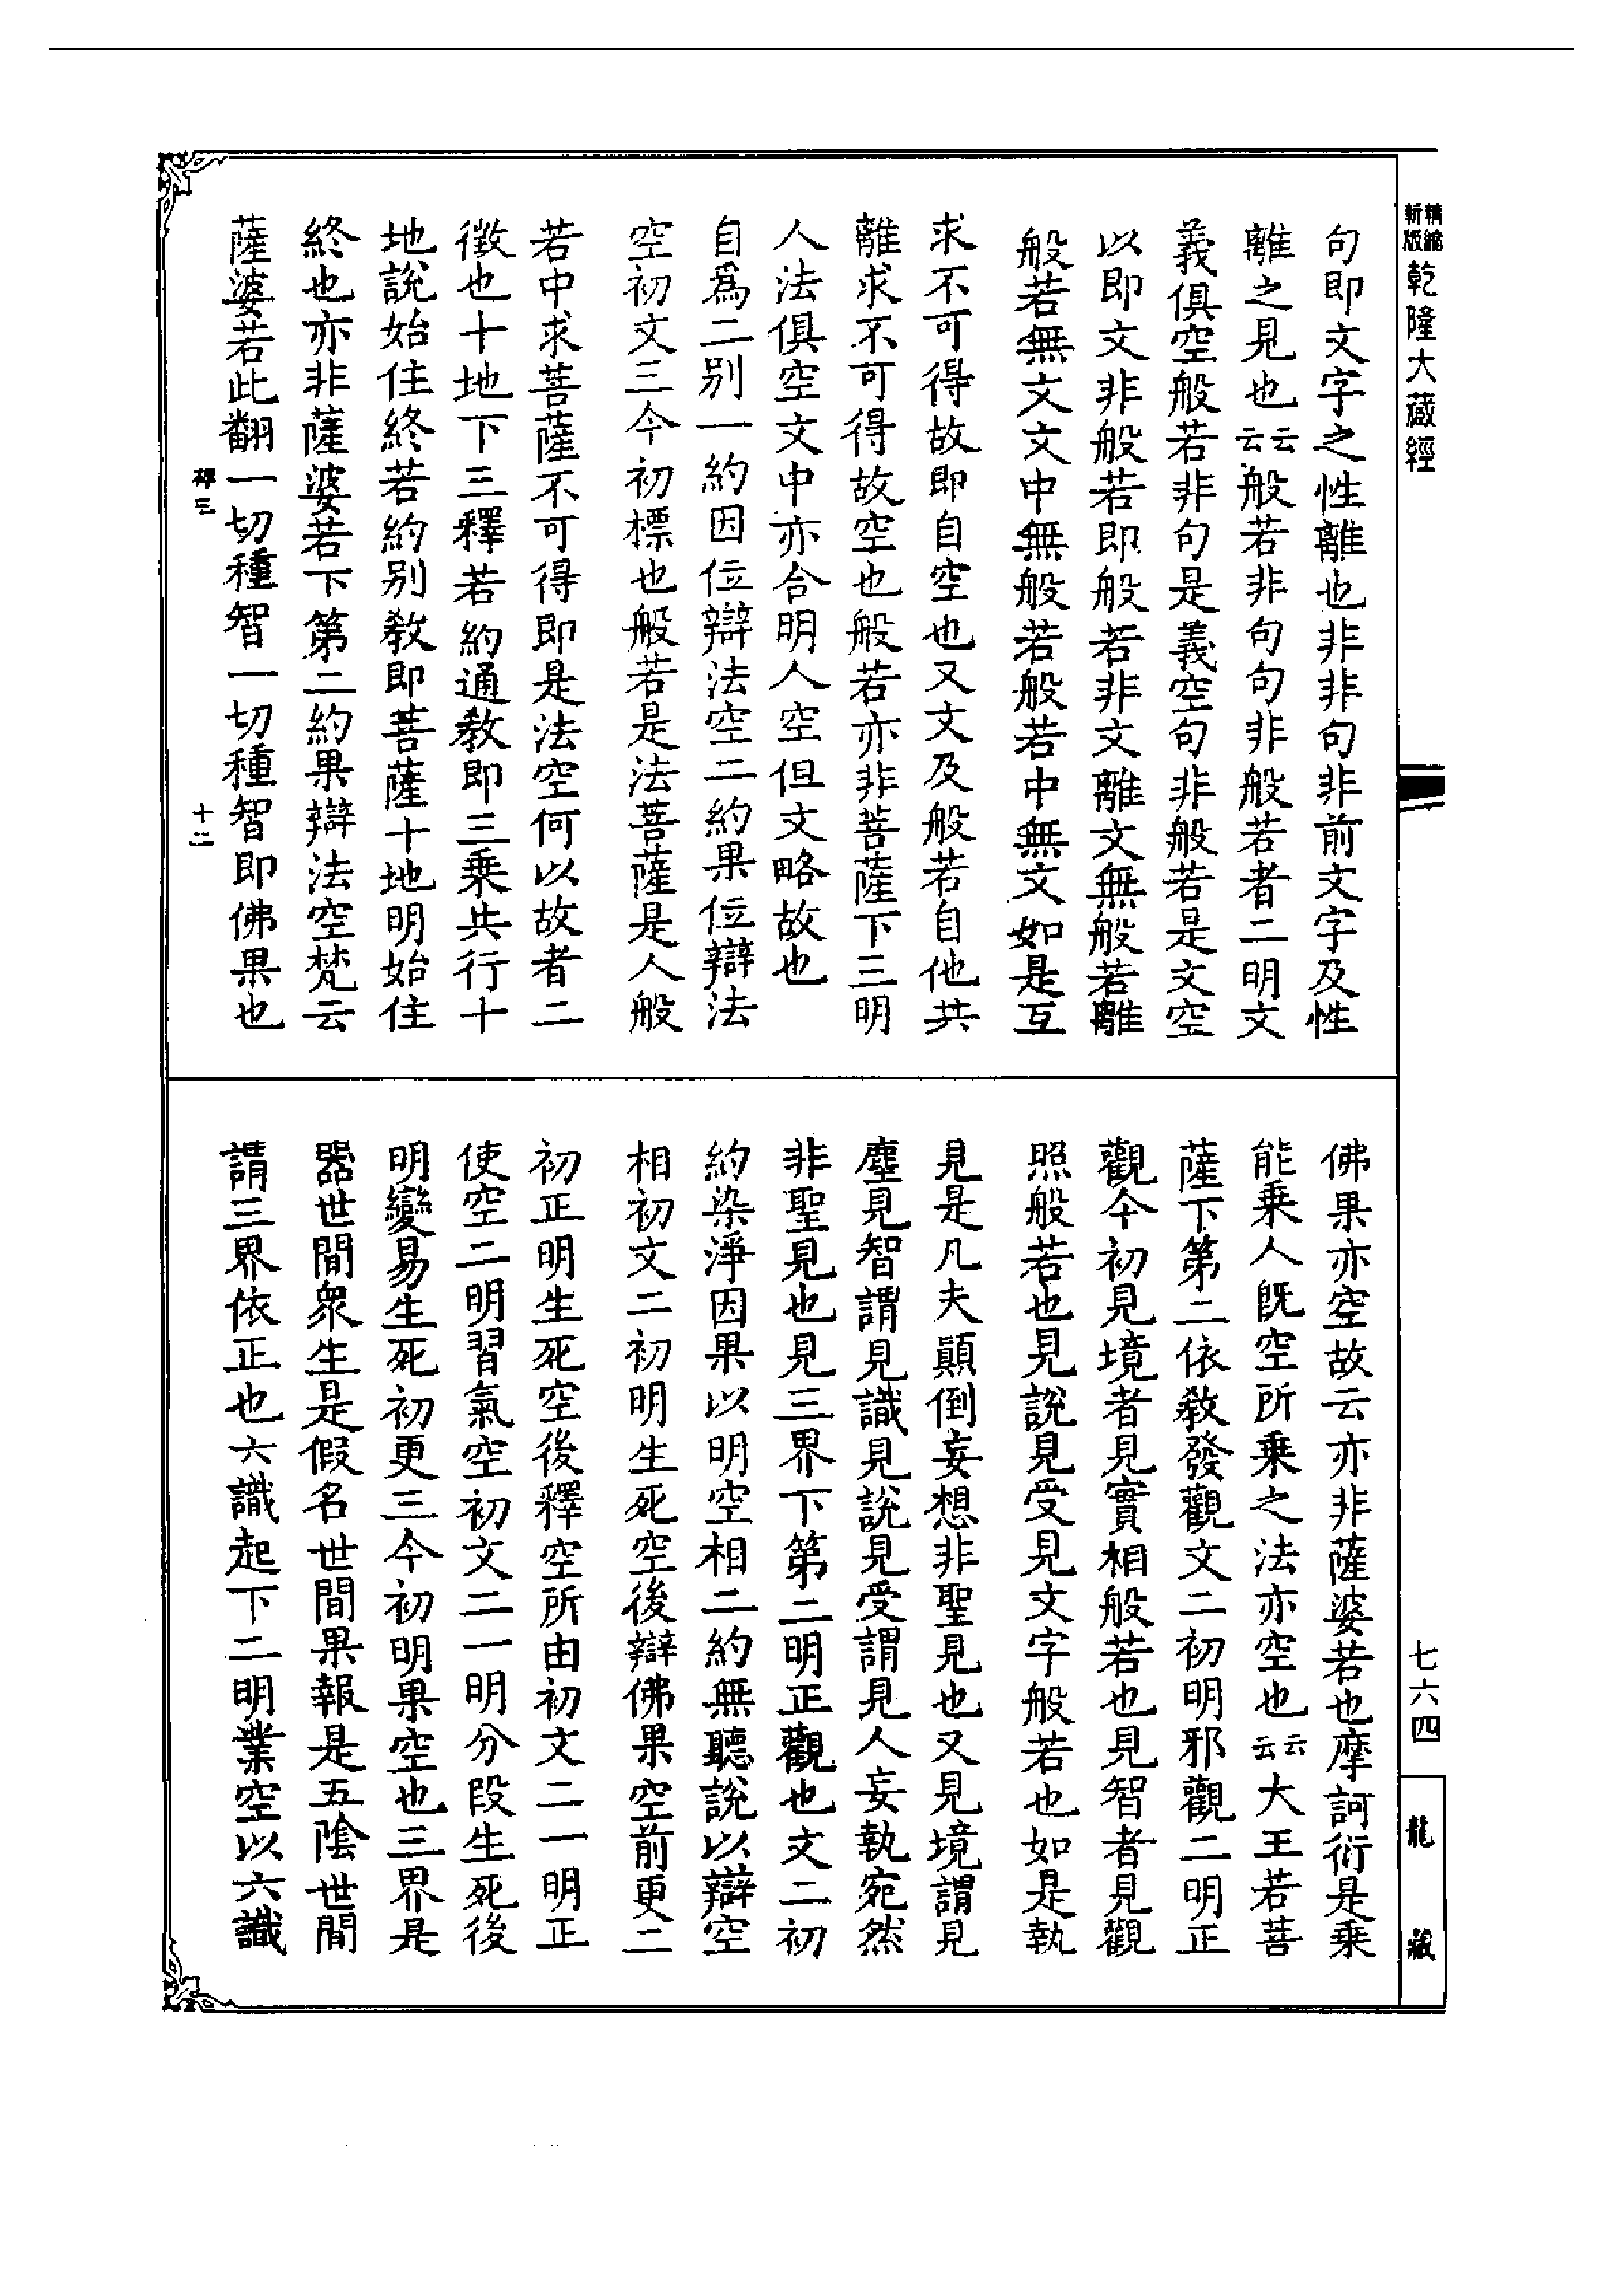 精縮新版乾隆大藏經
句即文字之性離也非非句非前文字及性
離之見也云云般若非句句非般若者二明文
義俱空般若非句是義空句非般若是文空
以即文非般若即般若非文離文無般若離
般若無文文中無般若般若中無文如是互
求不可得故即自空也又文及般若自他共
離求不可得故空也般若亦非菩薩下三明
人法俱空文中亦合明人空但文略故也
自爲二別一約因位辯法空二約果位辯法
空初文三今初標也般若是法菩薩是人般
若中求菩薩不可得即是法空何以故者二
徵也十地下三釋若約通教即三乘共行十
地說始住終若約別教即菩薩十地明始住
終也亦非薩婆若下第二約果辯法空梵云
薩婆若此翻一切種智一切種智即佛果也
十二
佛果亦空故云亦非薩婆若也摩訶衍是乘
能乘人既空所乘之法亦空也云云大王若菩
薩下第二依教發觀文二初明邪觀二明正
觀今初見境者見實相般若也見智者見觀
照般若也見說見受見文字般若也如是執
見是凡夫顛倒妄想非聖見也又見境謂見
塵見智謂見識見說見受謂見人妄執宛然
非聖見也見三界下第二明正觀也文二初
約染淨因果以明空相二約無聽說以辯空
相初文二初明生死空後辯佛果空前更二
初正明生死空後釋空所由初文二一明正
使空二明習氣空初文二一明分段生死後
明變易生死初更三今初明果空也三界是
器世間衆生是假名世間果報是五陰世間
謂三界依正也六識起下二明業空以六識
七六四
龍藏